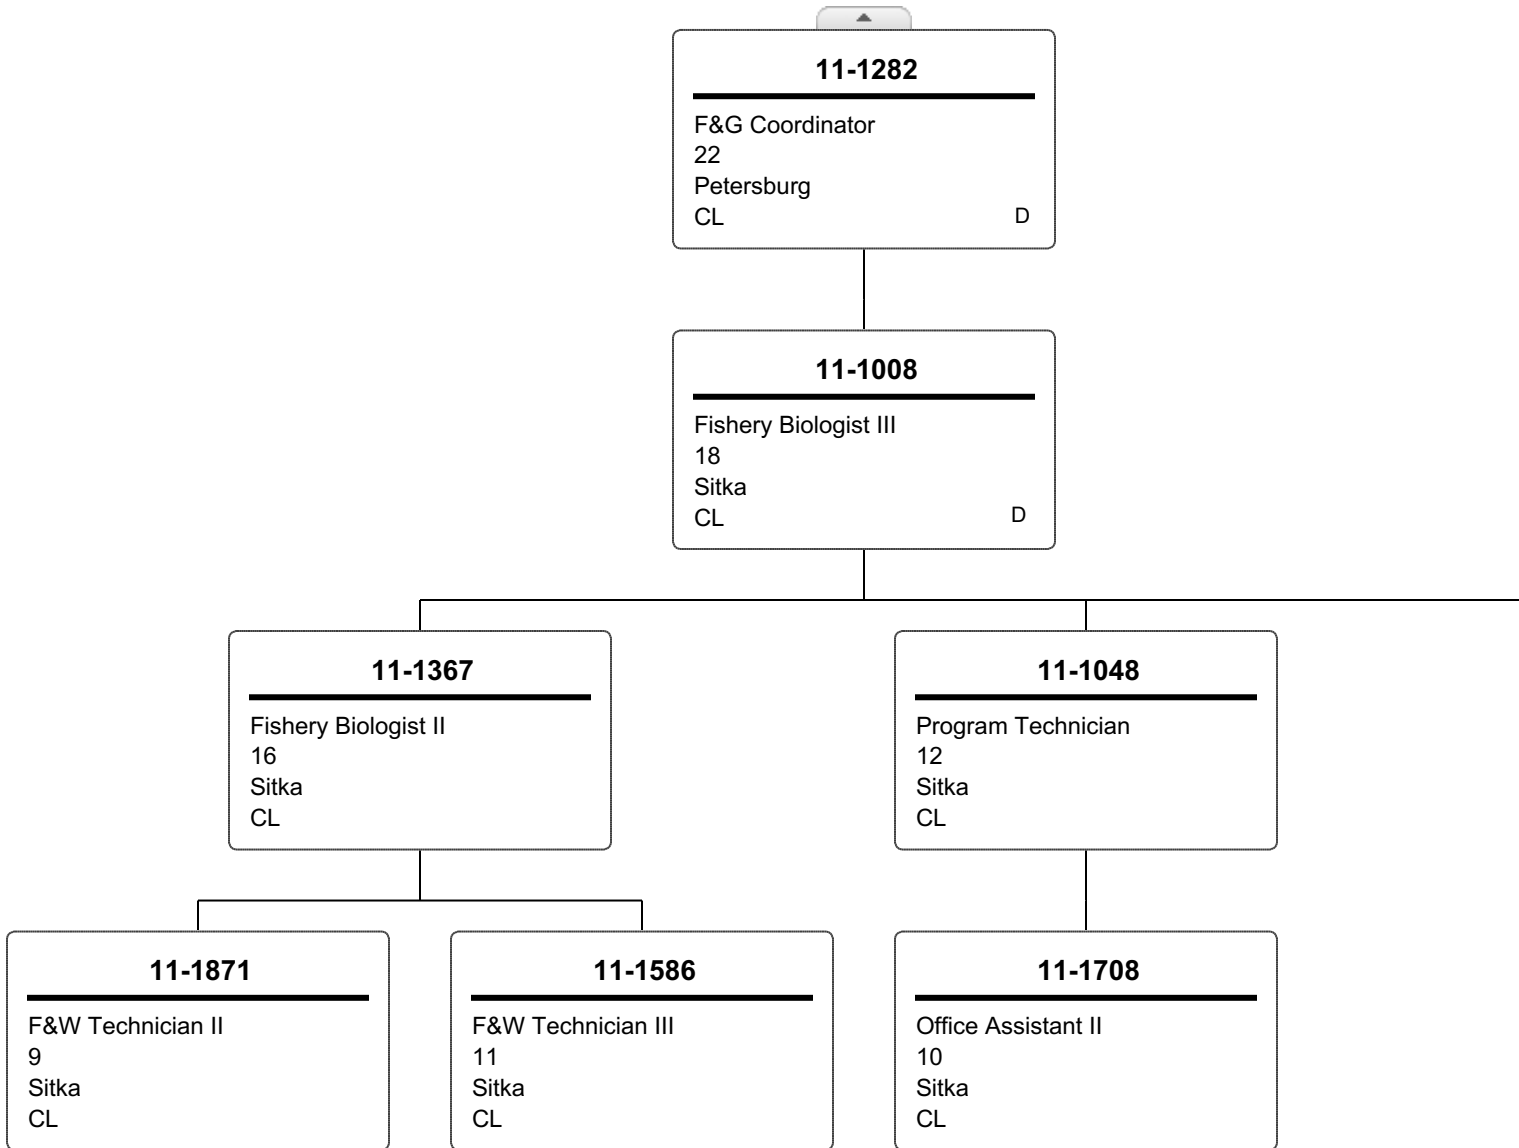 11-1282
F&G Coordinator
22
Petersburg
CL D
11-1008
Fishery Biologist III
18
Sitka
CL D
11-1367
Fishery Biologist II
16
Sitka
CL
11-1048
Program Technician
12
Sitka
CL
11-1871
F&W Technician II
9
Sitka
CL
11-1586
F&W Technician III
11
Sitka
CL
11-1708
Office Assistant II
10
Sitka
CL